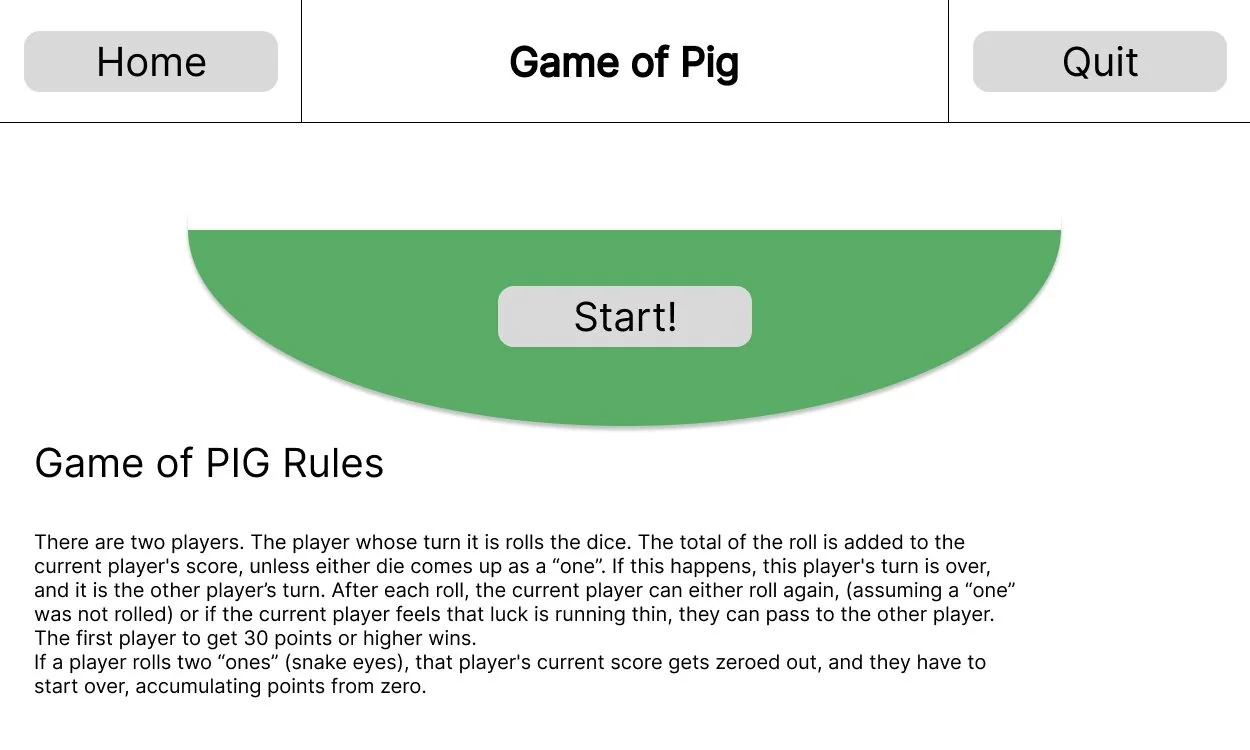 Home
Game of Pig
Quit
Start!
Game of PIG Rules
There are two players. The player whose turn it is rolls the dice. The total of the roll is added to the
current player's score, unless either die comes up as a “one”. If this happens, this player's turn is over,
and it is the other player’s turn. After each roll, the current player can either roll again, (assuming a “one”
was not rolled) or if the current player feels that luck is running thin, they can pass to the other player.
The first player to get 30 points or higher wins.
If a player rolls two “ones” (snake eyes), that player's current score gets zeroed out, and they have to
start over, accumulating points from zero.